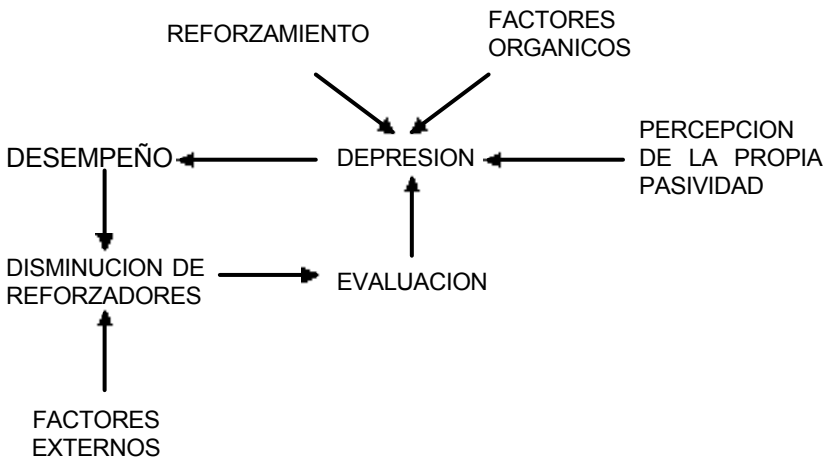 REFORZAMIENTO
FACTORES
ORGANICOS
DESEMPEÑO
DEPRESION
PERCEPCION
DE LA PROPIA
PASIVIDAD
DISMINUCION DE
REFORZADORES
EVALUACION
FACTORES
EXTERNOS